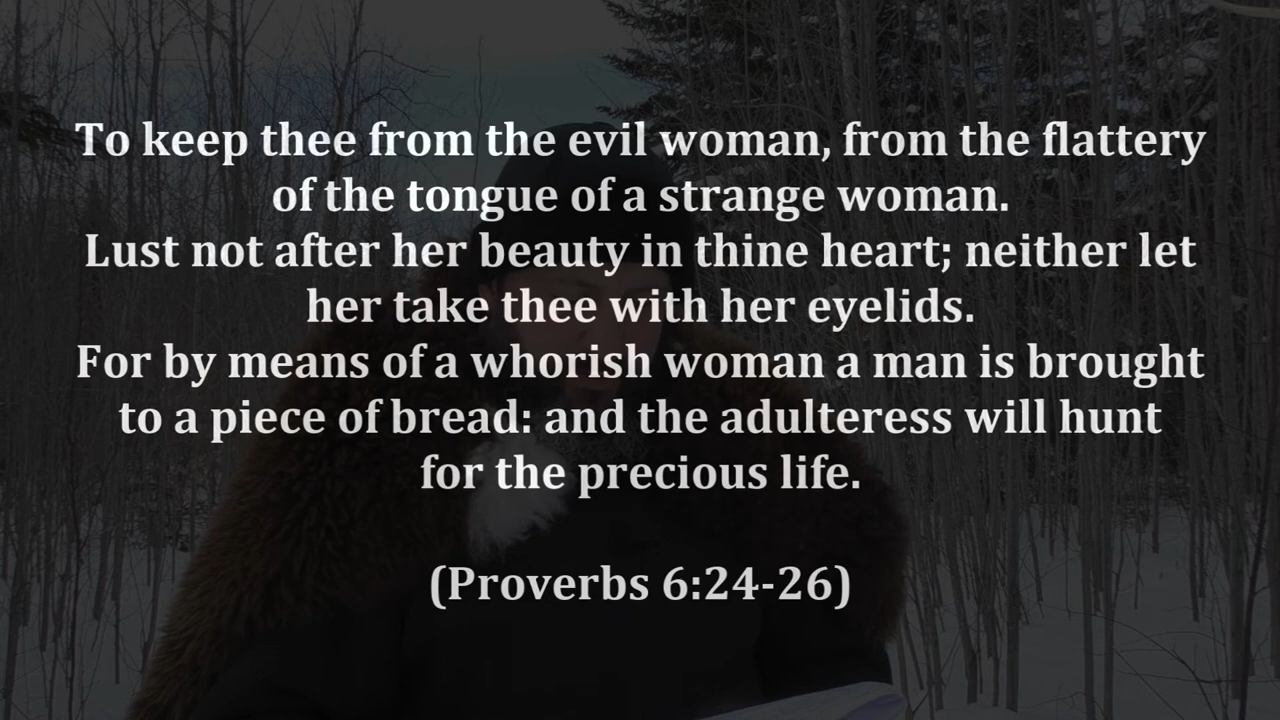 To keep thee from the evil woman, from the flattery
of the tongue of a strange woman.
Lust not after her beauty in thine heart; neither let
her take thee with her eyelids.
For by means of a whorish woman a man is brought
to a piece of bread: and the adulteress will hunt
for the precious life.
(Proverbs 6:24-26)